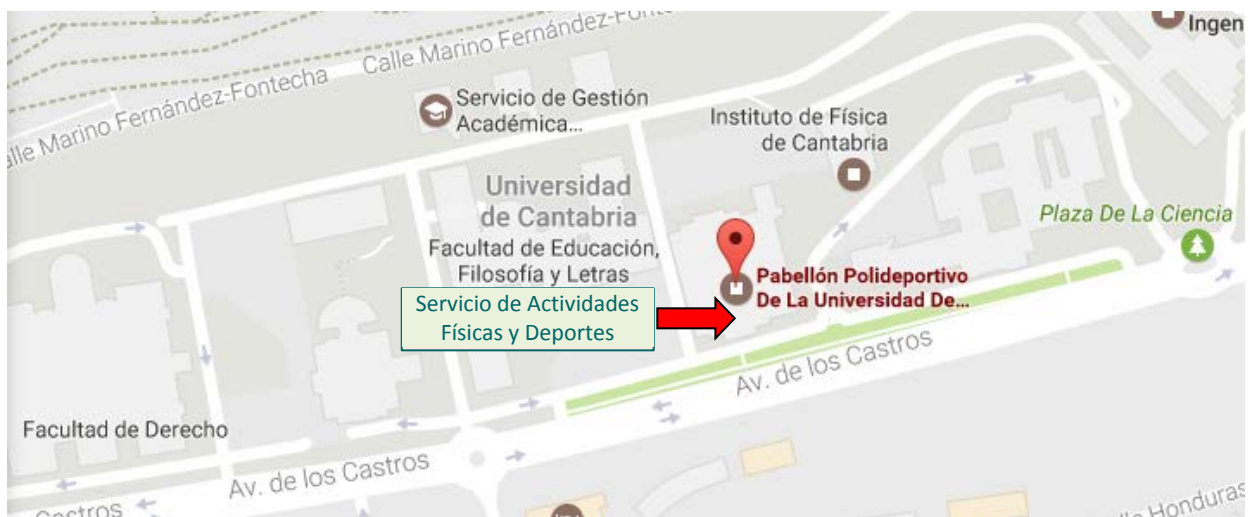 Ingen
Calle Marino Fernández-Fontecha
Calle Marino Fernández-Fontecha
Servicio de Gestión
Académica...
Instituto de Física
de Cantabria
Universidad
de Cantabria
Facultad de Educación,
Filosofía y Letras
Plaza De La Ciencia
Pabellón Polideportivo
De La Universidad De...
Servicio de Actividades
Físicas y Deportes
Av. de los Castros
Facultad de Derecho
Av. de los Castros
Castros
Honduras